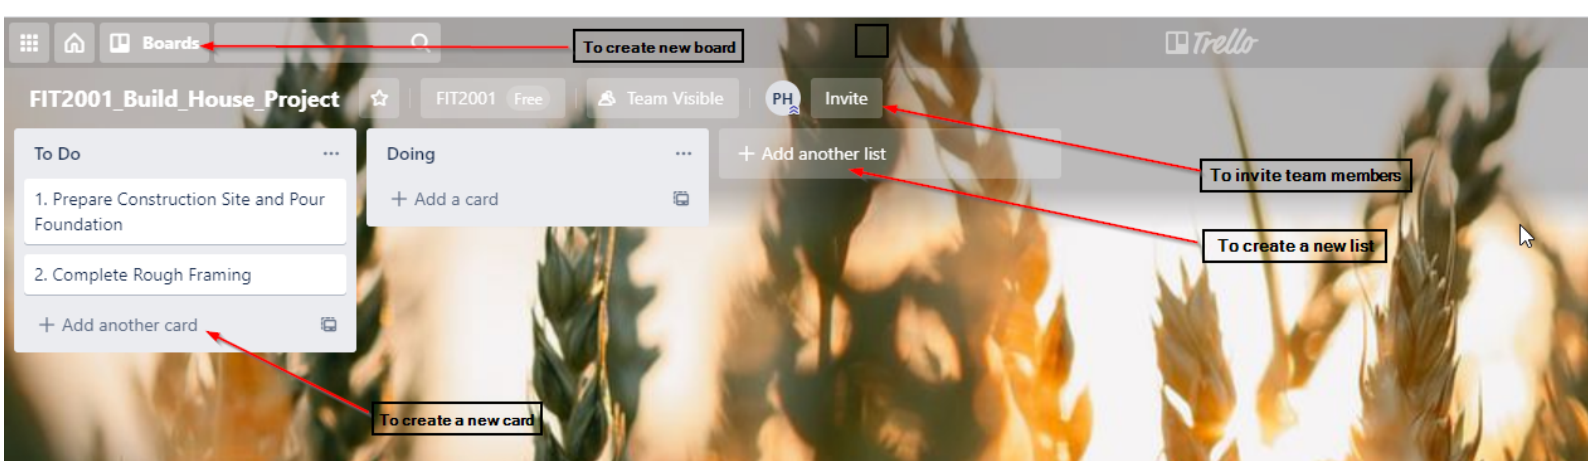 Boards
To create new board
Trello
FIT2001_Build_House_Project
FIT2001 Free
Team Visible
PH
Invite
To Do
...
Doing
...
+ Add another list
To invite team members
1. Prepare Construction Site and Pour
Foundation
+ Add a card
To create a new list
2. Complete Rough Framing
+ Add another card
To create a new card